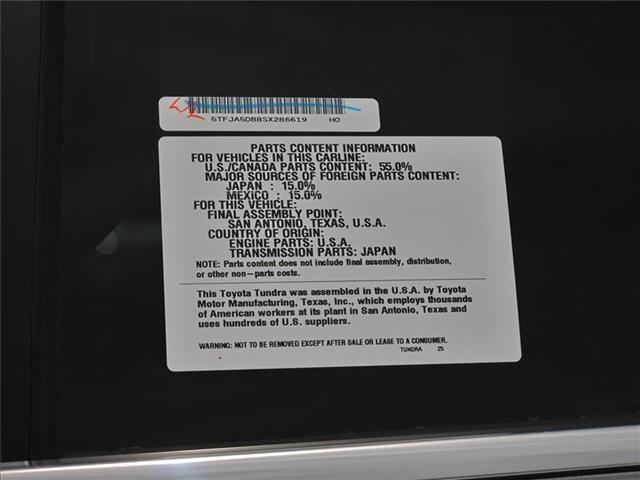 5TFJA5DB8SX286619 HO
PARTS CONTENT INFORMATION
FOR VEHICLES IN THIS CARLINE:
U.S./CANADA PARTS CONTENT: 55.0%
MAJOR SOURCES OF FOREIGN PARTS CONTENT:
JAPAN : 15.0%
MEXICO : 15.0%
FOR THIS VEHICLE:
FINAL ASSEMBLY POINT:
SAN ANTONIO, TEXAS, U.S.A.
COUNTRY OF ORIGIN:
ENGINE PARTS: U.S.A.
TRANSMISSION PARTS: JAPAN
NOTE: Parts content does not include final assembly, distribution,
or other non-parts costs.
This Toyota Tundra was assembled in the U.S.A. by Toyota
Motor Manufacturing, Texas, Inc., which employs thousands
of American workers at its plant in San Antonio, Texas and
uses hundreds of U.S. suppliers.
WARNING: NOT TO BE REMOVED EXCEPT AFTER SALE OR LEASE TO A CONSUMER.
TUNDRA 25